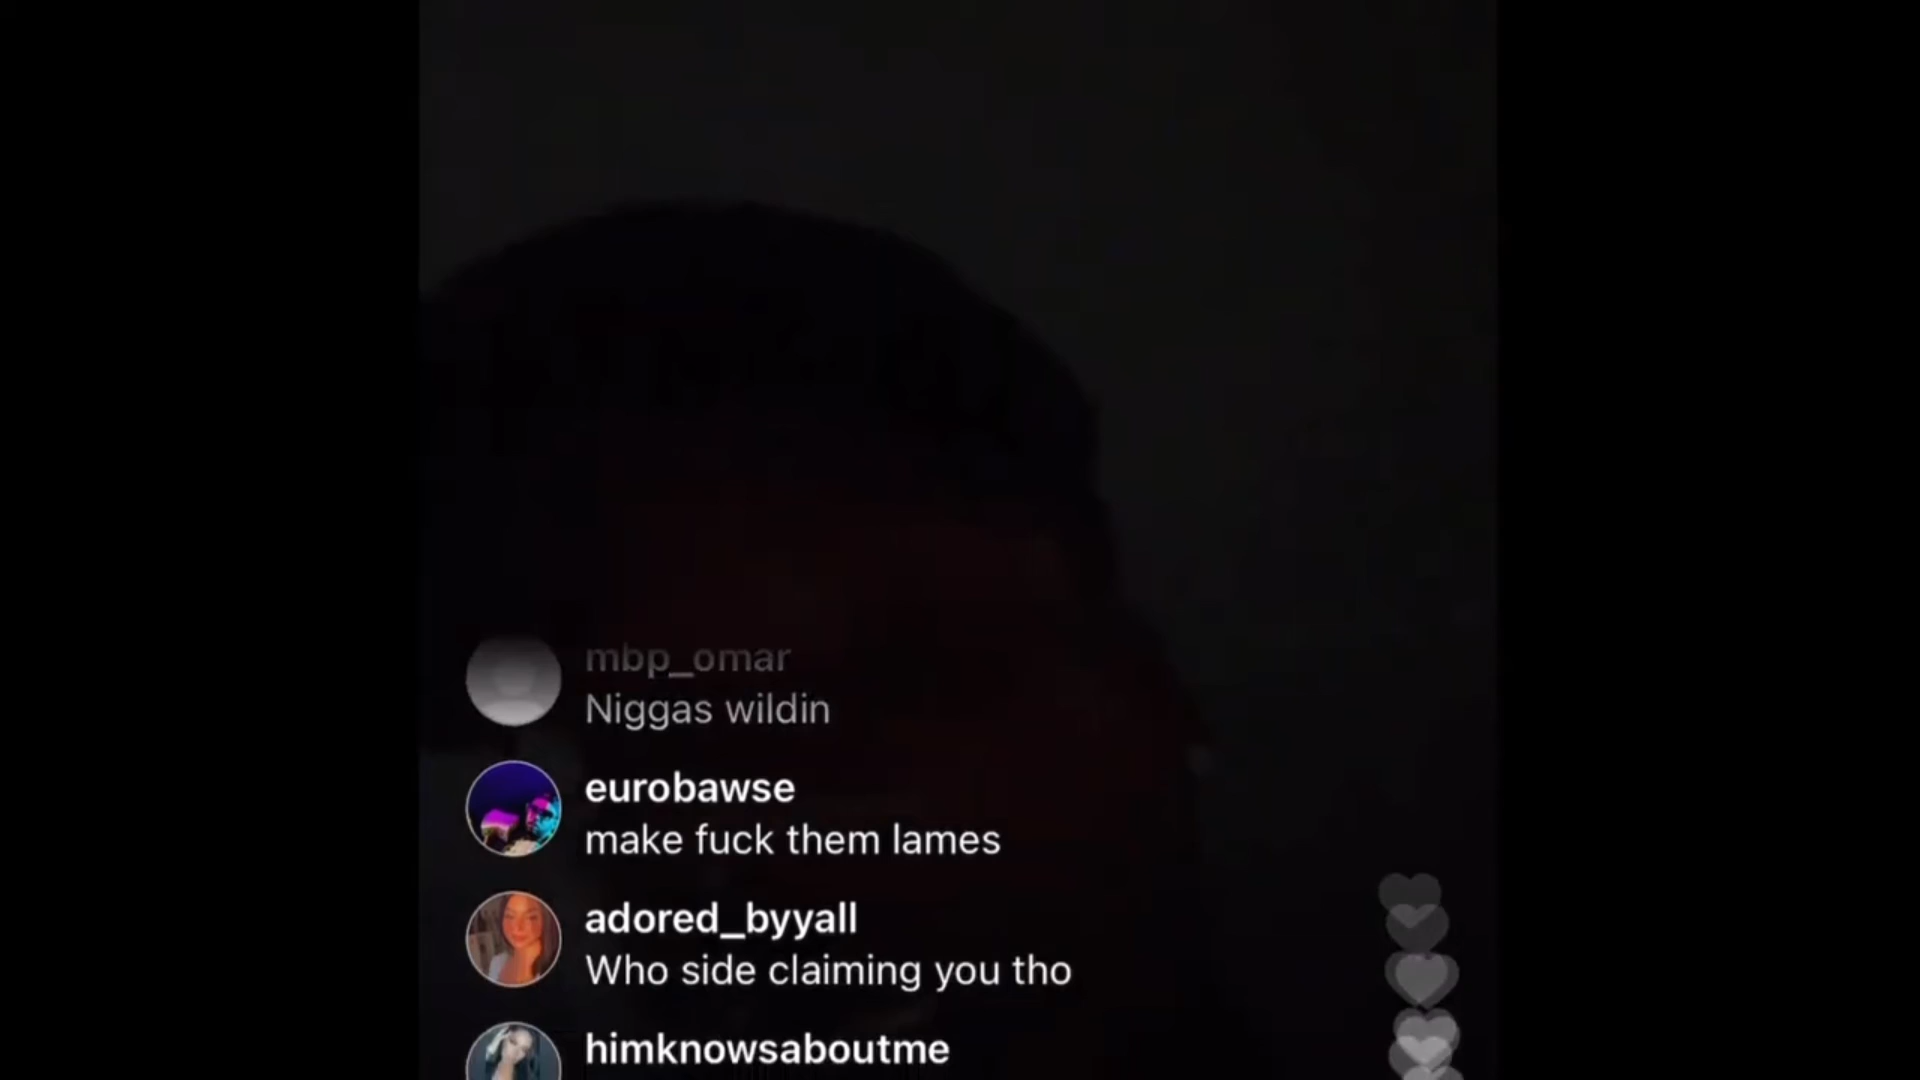 mbp_omar
Niggas wildin
eurobawse
make fuck them lames
adored_byyall
Who side claiming you tho
himknowsaboutme